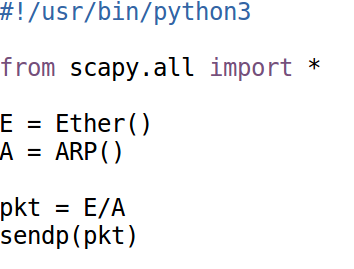 #!/usr/bin/python3
from scapy.all import *
E = Ether()
A = ARP()
pkt = E/A
sendp(pkt)